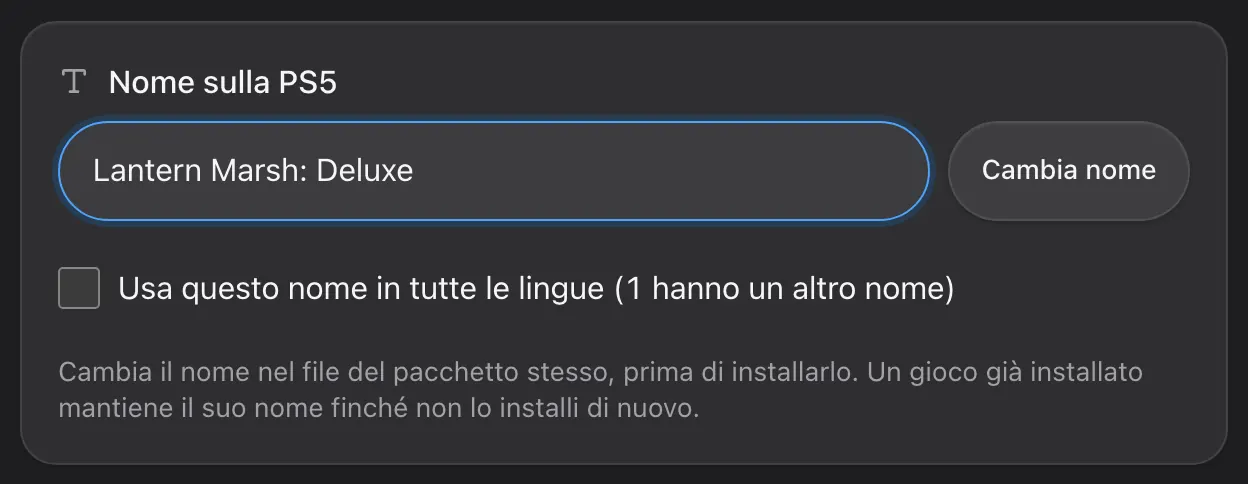 Nome sulla PS5
Lantern Marsh: Deluxe
Cambia nome
Usa questo nome in tutte le lingue (1 hanno un altro nome)
Cambia il nome nel file del pacchetto stesso, prima di installarlo. Un gioco già installato
mantiene il suo nome finché non lo installi di nuovo.